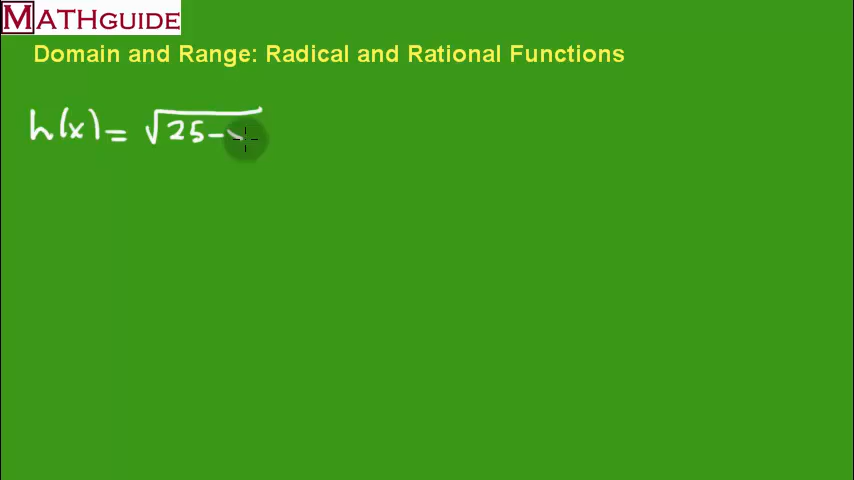 MATHGUIDE
Domain and Range: Radical and Rational Functions
h(x) = √25-